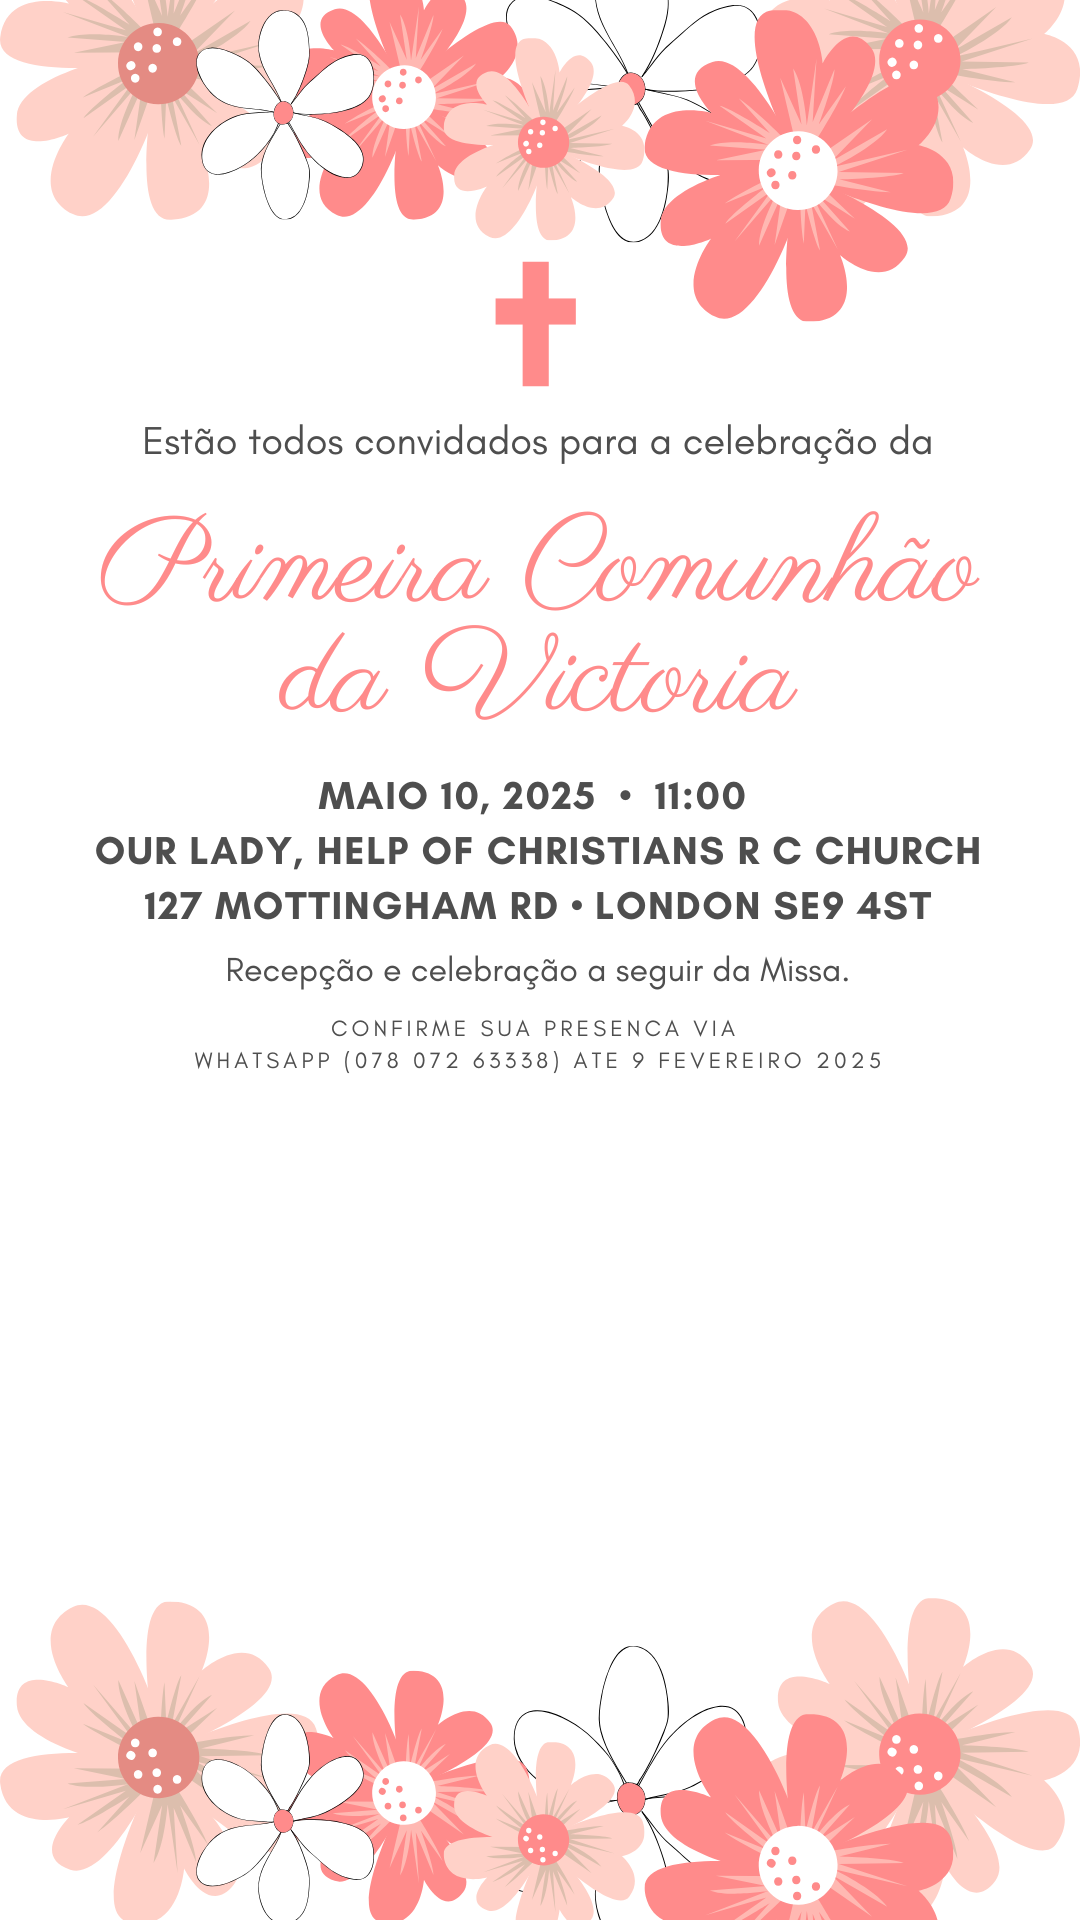 Estão todos convidados para a celebração da
Primeira Comunhão
da Victoria
MAIO 10, 2025 • 11:00
OUR LADY, HELP OF CHRISTIANS R C CHURCH
127 MOTTINGHAM RD • LONDON SE9 4ST
Recepção e celebração a seguir da Missa.
CONFIRME SUA PRESENCA VIA
WHATSAPP (078 072 63338) ATE 9 FEVEREIRO 2025